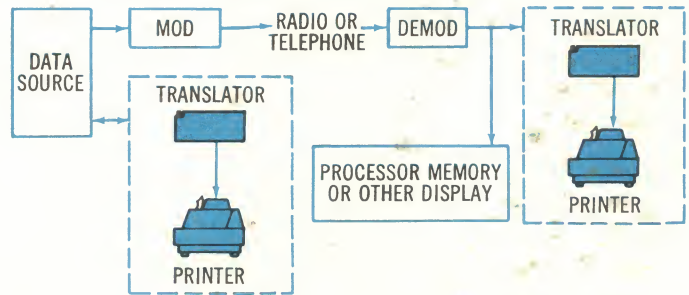 DATA
SOURCE
MOD
RADIO OR
TELEPHONE
DEMOD
TRANSLATOR
PRINTER
PROCESSOR MEMORY
OR OTHER DISPLAY
TRANSLATOR
PRINTER